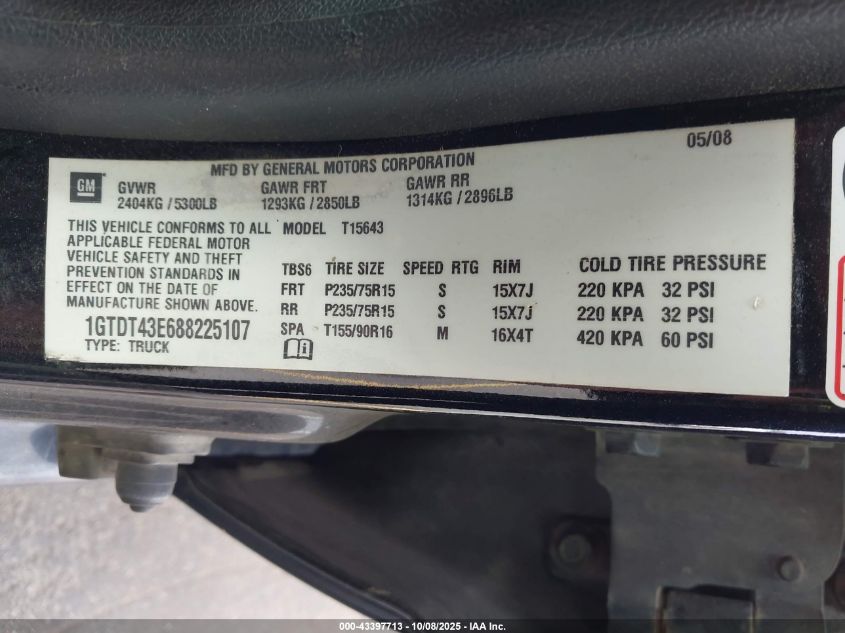 05/08
MFD BY GENERAL MOTORS CORPORATION
GM
GVWR GAWR FRT GAWR RR
2404KG / 5300LB 1293KG / 2850LB 1314KG / 2896LB
THIS VEHICLE CONFORMS TO ALL MODEL T15643
APPLICABLE FEDERAL MOTOR
VEHICLE SAFETY AND THEFT
PREVENTION STANDARDS IN
EFFECT ON THE DATE OF
MANUFACTURE SHOWN ABOVE.
1GTDT43E688225107
TYPE: TRUCK
TBS6 TIRE SIZE SPEED RTG RIM COLD TIRE PRESSURE
FRT P235/75R15 S 15X7J 220 KPA 32 PSI
RR P235/75R15 S 15X7J 220 KPA 32 PSI
SPA T155/90R16 M 16X4T 420 KPA 60 PSI
000-43397713 - 10/08/2025 - IAA Inc.